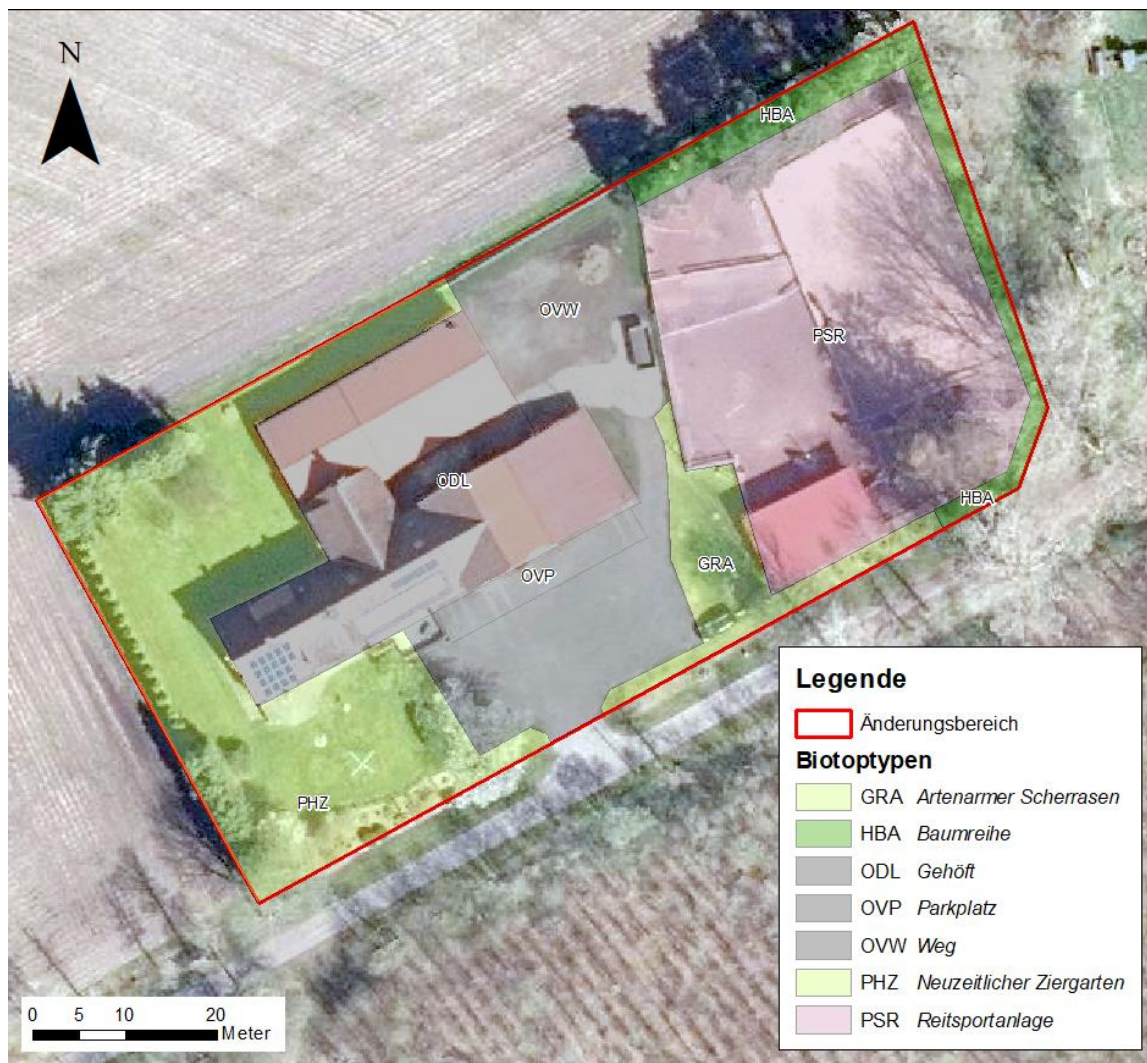 N
HBA
OVW
PSR
ODL
HBA
GRA
OVP
PHZ
Legende
Änderungsbereich
Biotoptypen
GRA Artenarmer Scherrasen
HBA Baumreihe
ODL Gehöft
OVP Parkplatz
OVW Weg
PHZ Neuzeitlicher Ziergarten
PSR Reitsportanlage
0 5 10 20
Meter